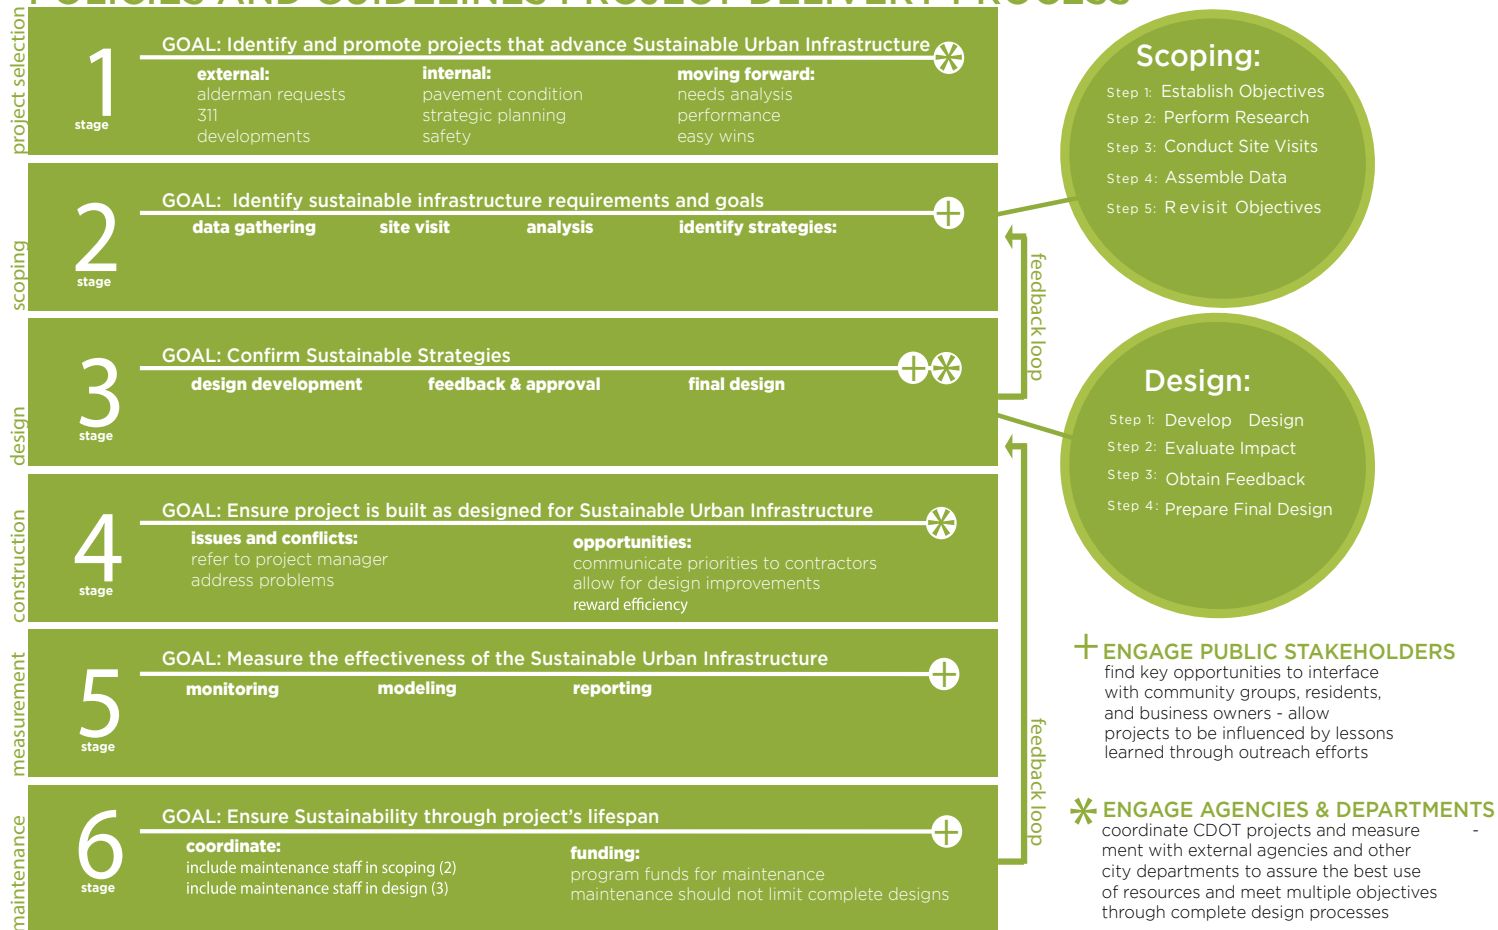 POLICIES AND GUIDELINES PROJECT DELIVERY PROCESS
project selection
1
stage
GOAL: Identify and promote projects that advance Sustainable Urban Infrastructure
external:
alderman requests
311
developments
internal:
pavement condition
strategic planning
safety
moving forward:
needs analysis
performance
easy wins
scoping
2
stage
GOAL: Identify sustainable infrastructure requirements and goals
data gathering
site visit
analysis
identify strategies:
design
3
stage
GOAL: Confirm Sustainable Strategies
design development
feedback & approval
final design
feedback loop
construction
4
stage
GOAL: Ensure project is built as designed for Sustainable Urban Infrastructure
issues and conflicts:
refer to project manager
address problems
opportunities:
communicate priorities to contractors
allow for design improvements
reward efficiency
measurement
5
stage
GOAL: Measure the effectiveness of the Sustainable Urban Infrastructure
monitoring
modeling
reporting
maintenance
6
stage
GOAL: Ensure Sustainability through project's lifespan
coordinate:
include maintenance staff in scoping (2)
include maintenance staff in design (3)
funding:
program funds for maintenance
maintenance should not limit complete designs
feedback loop
Scoping:
Step 1: Establish Objectives
Step 2: Perform Research
Step 3: Conduct Site Visits
Step 4: Assemble Data
Step 5: Revisit Objectives
Design:
Step 1: Develop Design
Step 2: Evaluate Impact
Step 3: Obtain Feedback
Step 4: Prepare Final Design
+ ENGAGE PUBLIC STAKEHOLDERS
find key opportunities to interface
with community groups, residents,
and business owners - allow
projects to be influenced by lessons
learned through outreach efforts
* ENGAGE AGENCIES & DEPARTMENTS
coordinate CDOT projects and measure -
ment with external agencies and other
city departments to assure the best use
of resources and meet multiple objectives
through complete design processes